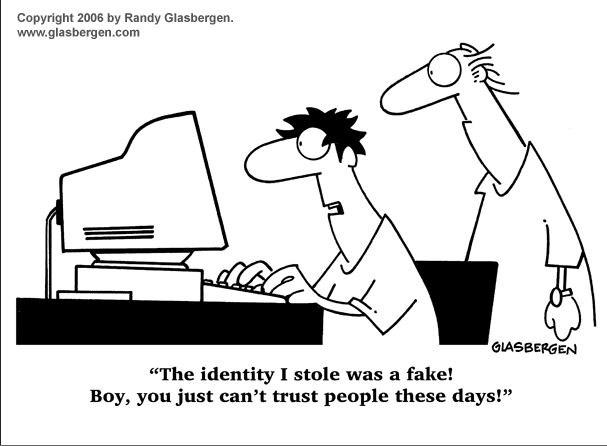 Copyright 2006 by Randy Glasbergen.
www.glasbergen.com
GLASBERGEN
“The identity I stole was a fake!
Boy, you just can’t trust people these days!”